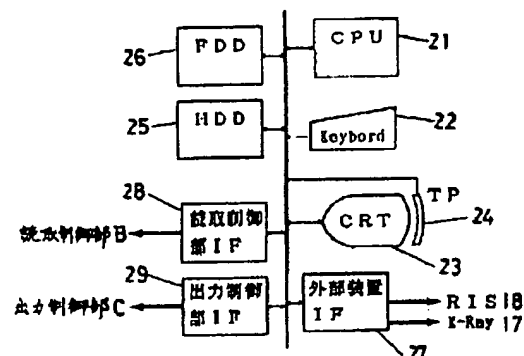 FDD
26
CPU
21
HDD
25
Keybord
22
28
読取制御
部IF
読取制御部B
TP
CRT
24
23
29
出力制御
部IF
出力制御部C
外部装置
IF
27
RIS18
X-Ray 17